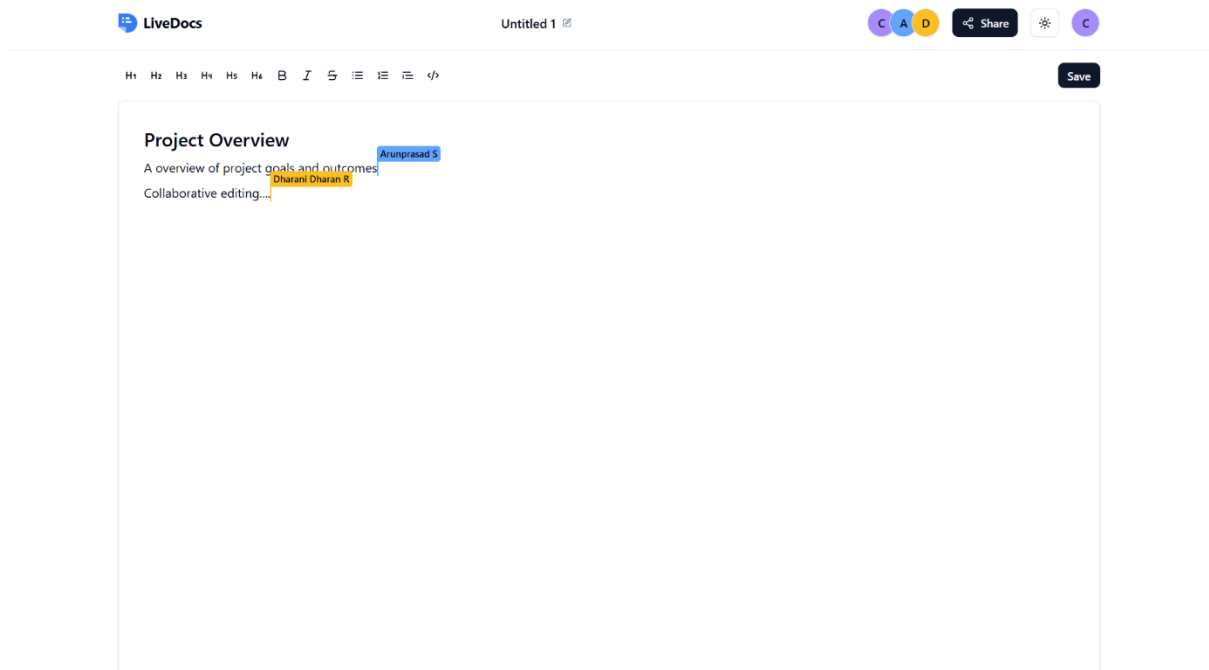 LiveDocs
Untitled 1
C A D
Share
C
H1 H2 H3 H4 H5 H6 B I S </>
Save
Project Overview
Arunprasad S
A overview of project goals and outcomes
Dharani Dharan R
Collaborative editing....